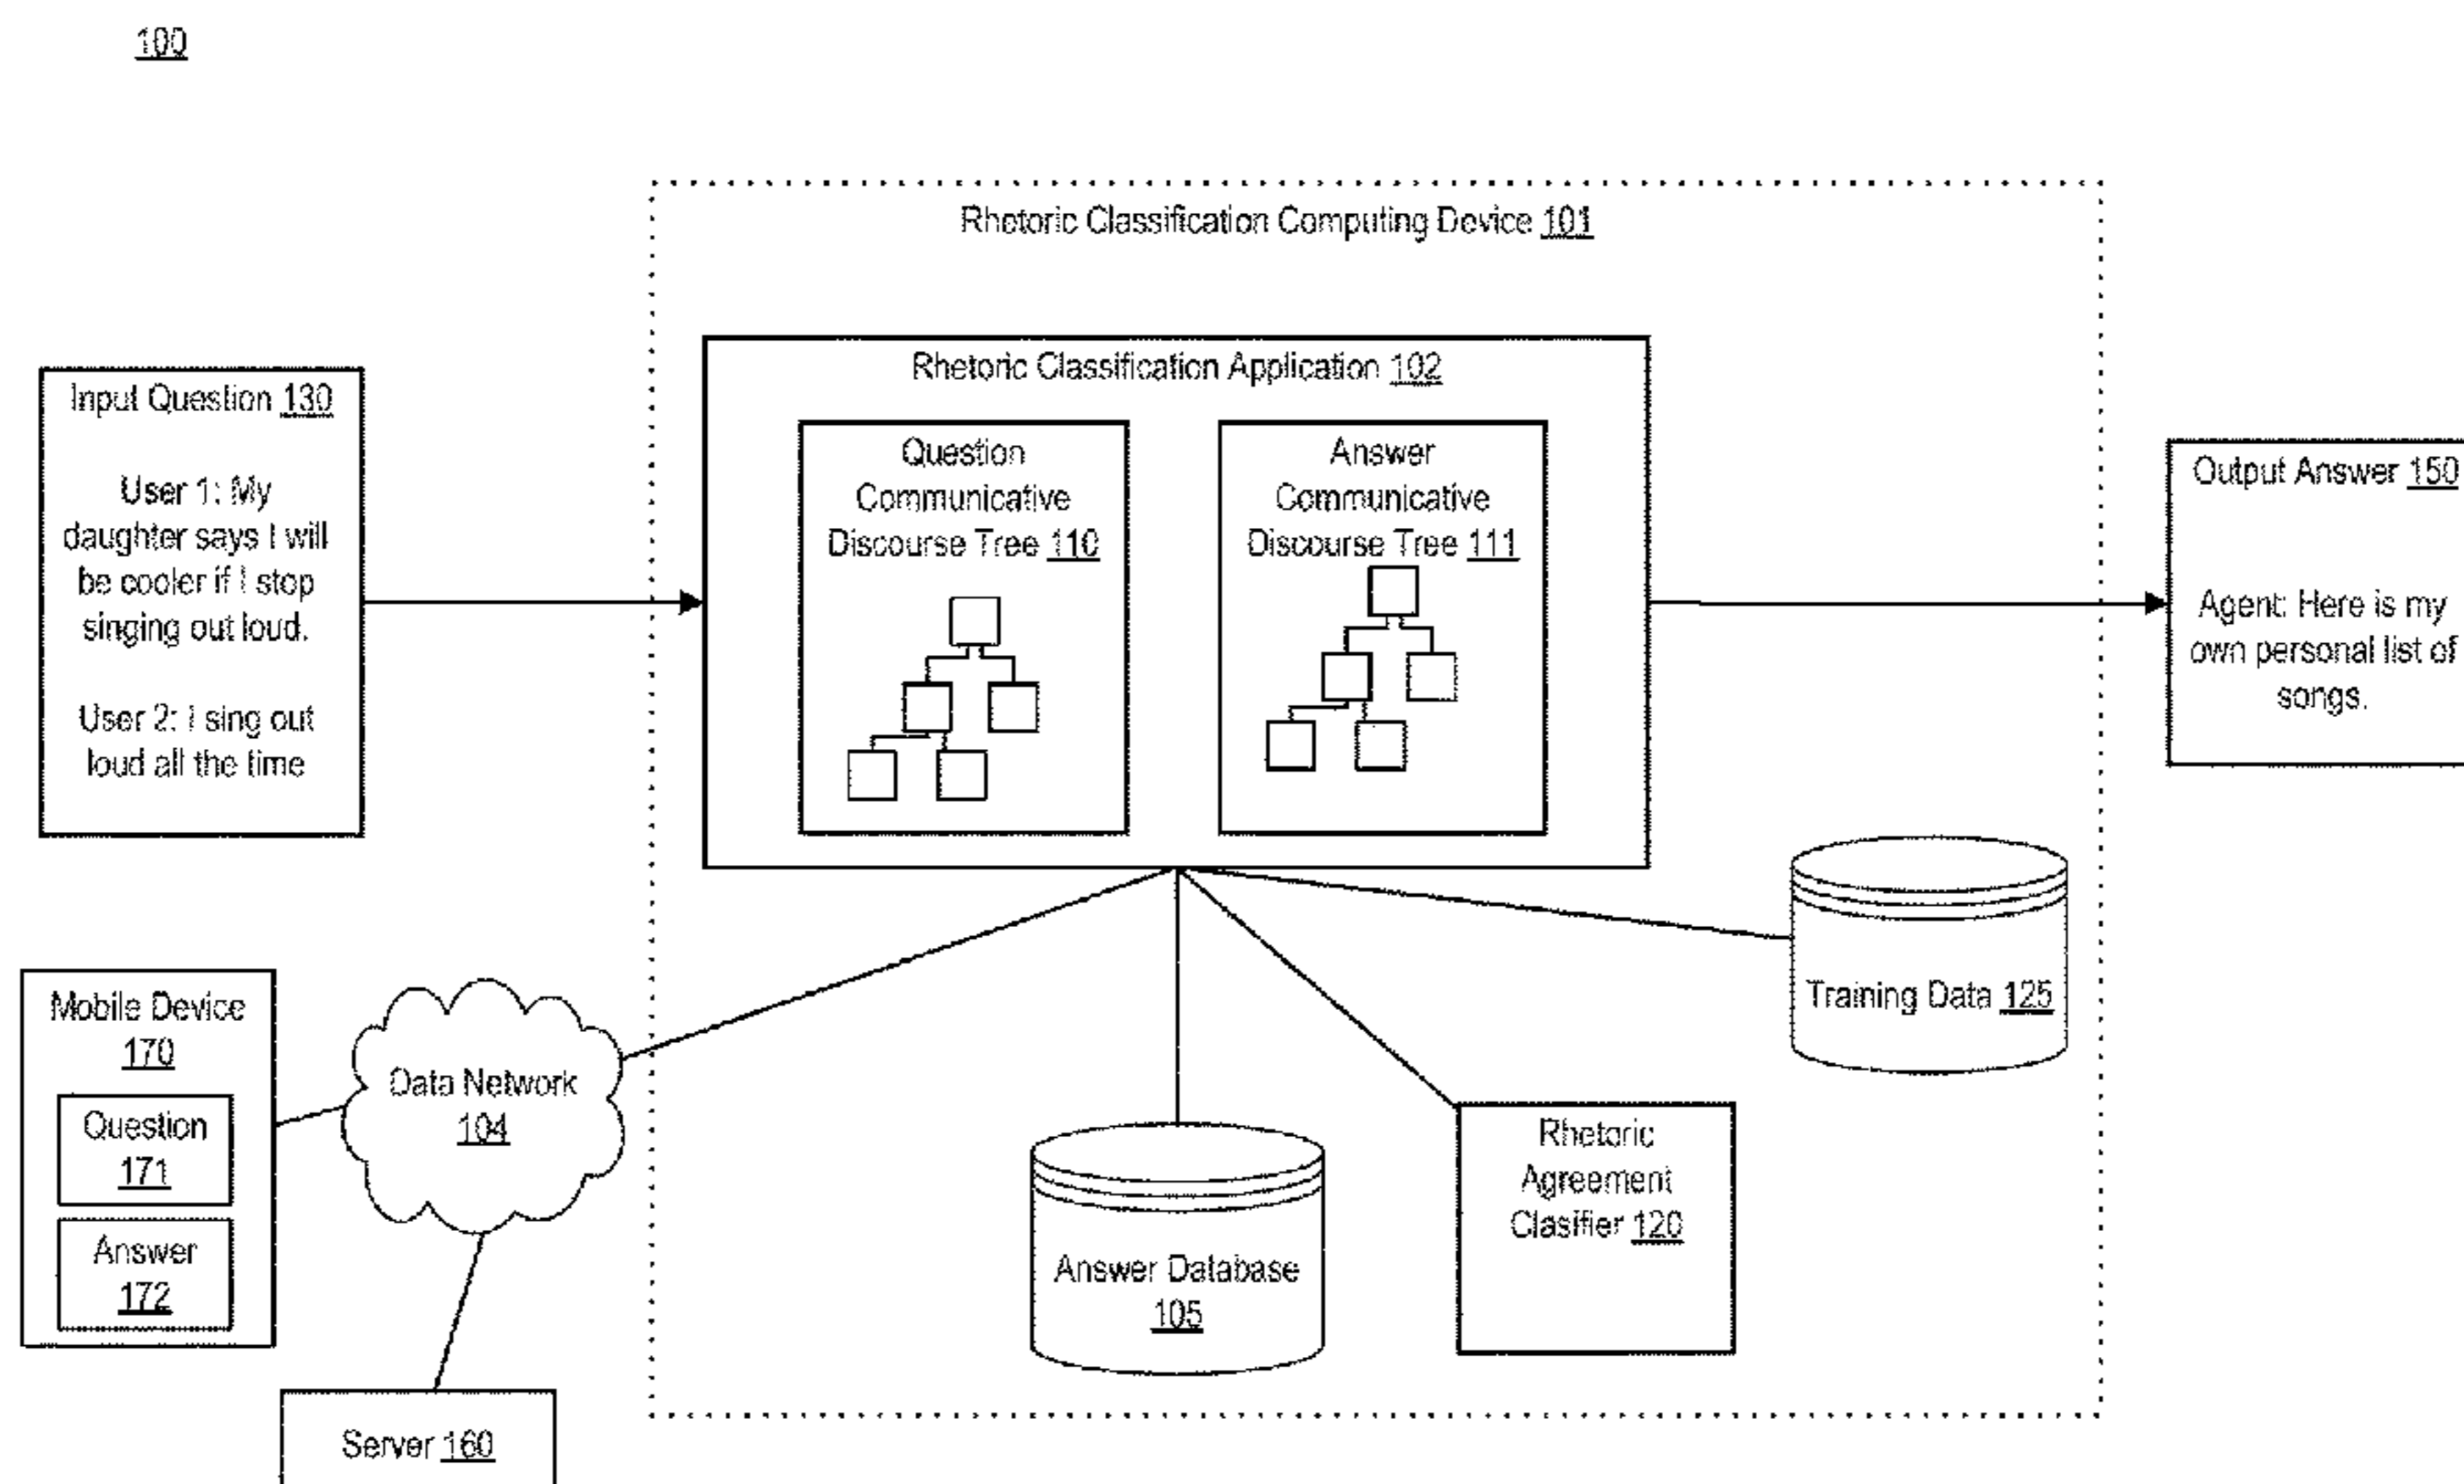 100
Rhetoric Classification Computing Device 101
Rhetoric Classification Application 102
Input Question 130
User 1: My
daughter says I will
be cooler if I stop
singing out loud.
User 2: I sing out
loud all the time
Question
Communicative
Discourse Tree 110
Answer
Communicative
Discourse Tree 111
Output Answer 150
Agent: Here is my
own personal list of
songs.
Training Data 125
Mobile Device
170
Question
171
Answer
172
Data Network
104
Answer Database
105
Rhetoric
Agreement
Clasifier 120
Server 160